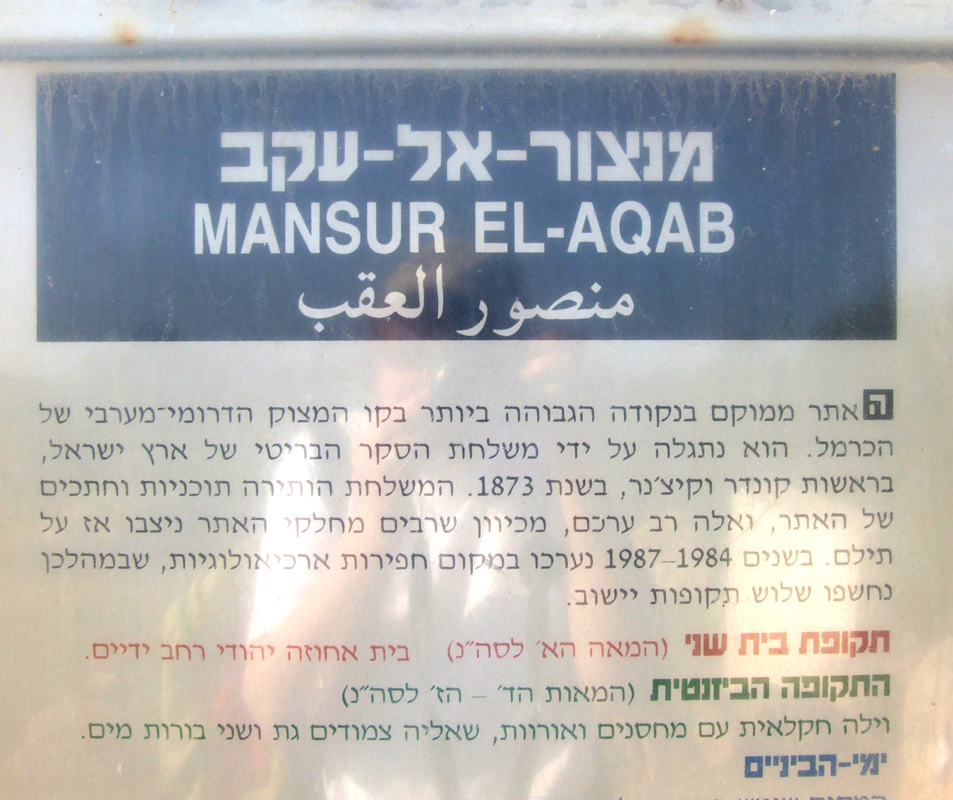 מנצור-אל-עקב
MANSUR EL-AQAB
منصور العقب
האתר ממוקם בנקודה הגבוהה ביותר בקו המצוק הדרומי־מערבי של
הכרמל. הוא נתגלה על ידי משלחת הסקר הבריטי של ארץ ישראל,
בראשות קונדר וקיצ׳נר, בשנת 1873. המשלחת הותירה תוכניות וחתכים
של האתר, ואלה רב ערכם, מכיוון שרבים מחלקי האתר ניצבו אז על
תילם. בשנים 1984–1987 נערכו במקום חפירות ארכיאולוגיות, שבמהלכן
נחשפו שלוש תקופות יישוב.
תקופת בית שני (המאה הא׳ לסה״נ) בית אחוזה יהודי רחב ידיים.
התקופה הביזנטית (המאות הד׳ – הז׳ לסה״נ)
וילה חקלאית עם מחסנים ואורוות, שאליה צמודים גת ושני בורות מים.
ימי-הביניים